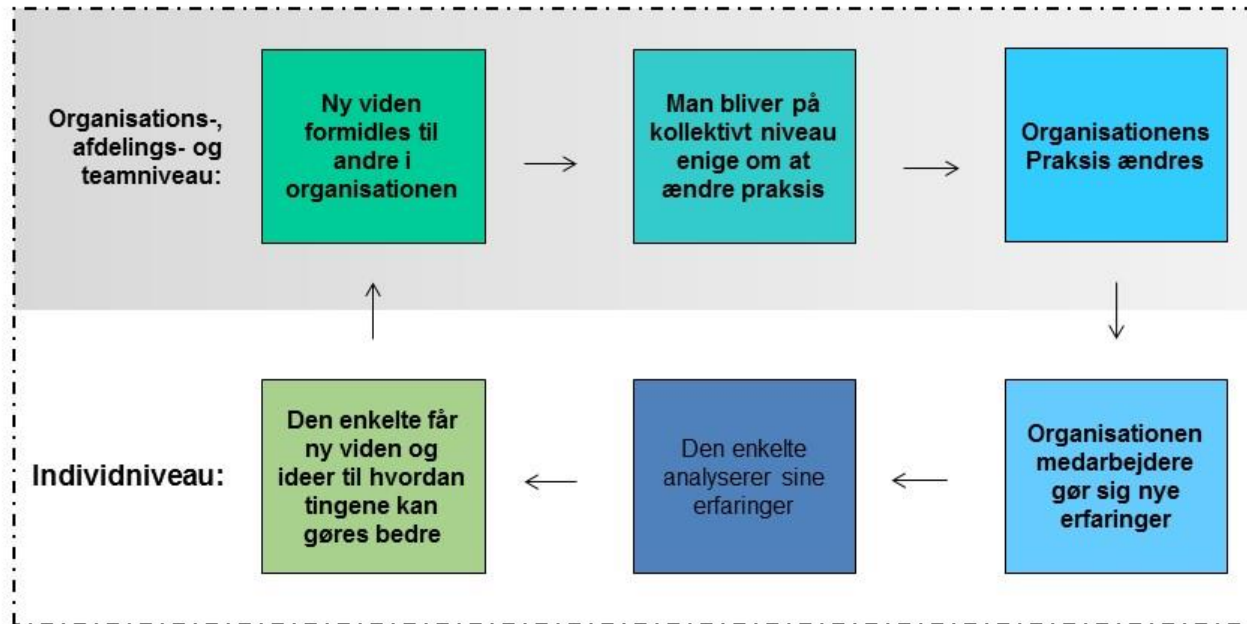 Organisations-,
afdelings- og
teamniveau:
Ny viden
formidles til
andre i
organisationen
Man bliver på
kollektivt niveau
enige om at
ændre praksis
Organisationens
Praksis ændres
Individniveau:
Den enkelte får
ny viden og
ideer til hvordan
tingene kan
gøres bedre
Den enkelte
analyserer sine
erfaringer
Organisationen
medarbejdere
gør sig nye
erfaringer